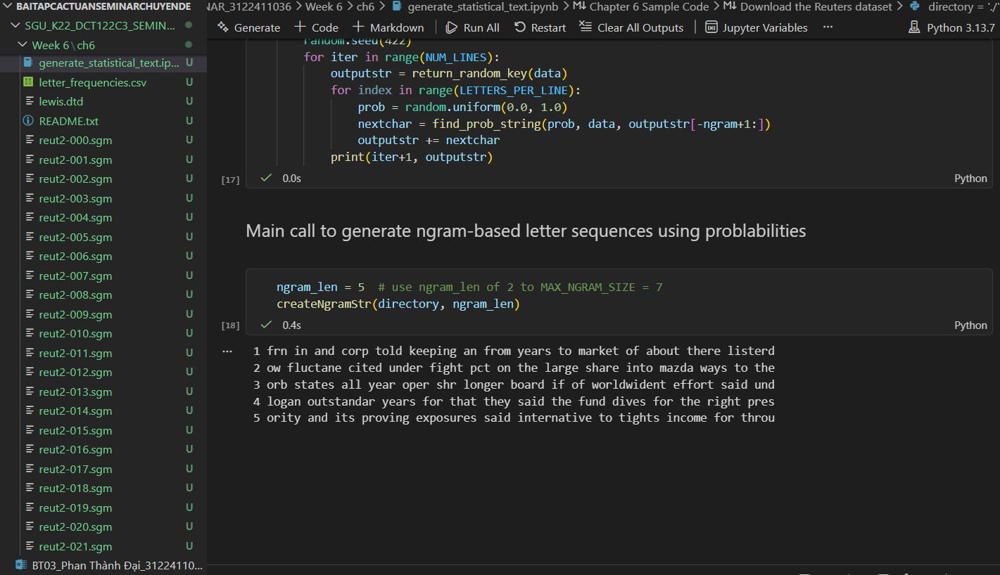 BAITAPCACTUANSEMINARCHUYENDE
SGU_K22_DCT122C3_SEMIN...
Week 6\ch6
generate_statistical_text.ip... U
letter_frequencies.csv U
lewis.dtd U
README.txt U
reut2-000.sgm U
reut2-001.sgm U
reut2-002.sgm U
reut2-003.sgm U
reut2-004.sgm U
reut2-005.sgm U
reut2-006.sgm U
reut2-007.sgm U
reut2-008.sgm U
reut2-009.sgm U
reut2-010.sgm U
reut2-011.sgm U
reut2-012.sgm U
reut2-013.sgm U
reut2-014.sgm U
reut2-015.sgm U
reut2-016.sgm U
reut2-017.sgm U
reut2-018.sgm U
reut2-019.sgm U
reut2-020.sgm U
reut2-021.sgm U
BT03_Phan Thành Đại_31224110...
NAR_3122411036 > Week 6 > ch6 > generate_statistical_text.ipynb > M↓ Chapter 6 Sample Code > M↓ Download the Reuters dataset > directory = './'
Generate + Code + Markdown | Run All Restart Clear All Outputs | Jupyter Variables ... Python 3.13.7
random.seed(422)
for iter in range(NUM_LINES):
outputstr = return_random_key(data)
for index in range(LETTERS_PER_LINE):
prob = random.uniform(0.0, 1.0)
nextchar = find_prob_string(prob, data, outputstr[-ngram+1:])
outputstr += nextchar
print(iter+1, outputstr)
[17] ✓ 0.0s Python
Main call to generate ngram-based letter sequences using problabilities
ngram_len = 5 # use ngram_len of 2 to MAX_NGRAM_SIZE = 7
createNgramStr(directory, ngram_len)
[18] ✓ 0.4s Python
... 1 frn in and corp told keeping an from years to market of about there listerd
2 ow fluctane cited under fight pct on the large share into mazda ways to the
3 orb states all year oper shr longer board if of worldwident effort said und
4 logan outstandar years for that they said the fund dives for the right pres
5 ority and its proving exposures said internative to tights income for throu